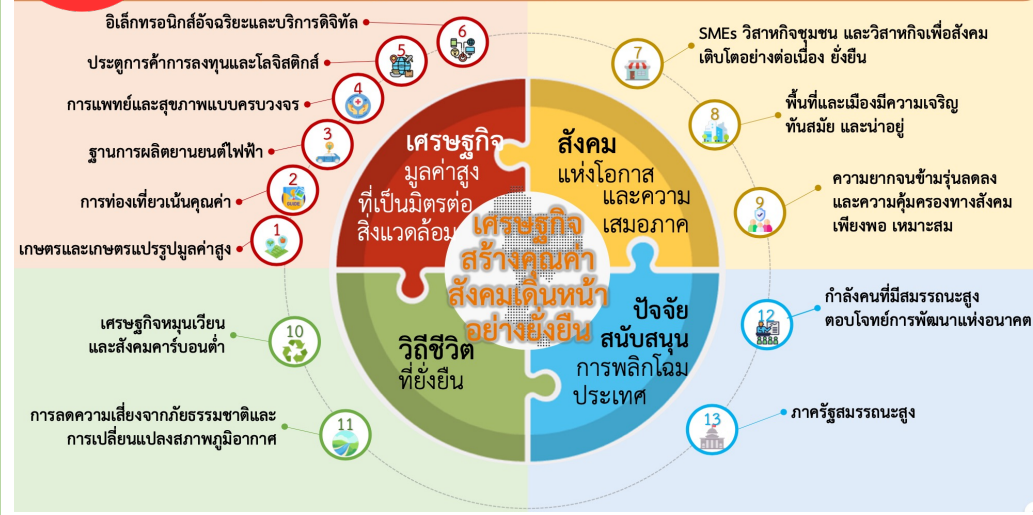 อิเล็กทรอนิกส์อัจฉริยะและบริการดิจิทัล
6
ประตูการค้าการลงทุนและโลจิสติกส์
5
การแพทย์และสุขภาพแบบครบวงจร
4
ฐานการผลิตยานยนต์ไฟฟ้า
3
การท่องเที่ยวเน้นคุณค่า
2
GUIDE
เกษตรและเกษตรแปรรูปมูลค่าสูง
1
7
SMEs วิสาหกิจชุมชน และวิสาหกิจเพื่อสังคม
เติบโตอย่างต่อเนื่อง ยั่งยืน
8
พื้นที่และเมืองมีความเจริญ
ทันสมัย และน่าอยู่
9
ความยากจนข้ามรุ่นลดลง
และความคุ้มครองทางสังคม
เพียงพอ เหมาะสม
เศรษฐกิจ
มูลค่าสูง
ที่เป็นมิตรต่อ
สิ่งแวดล้อม
สังคม
แห่งโอกาส
และความ
เสมอภาค
เศรษฐกิจ
สร้างคุณค่า
สังคมเดินหน้า
อย่างยั่งยืน
วิถีชีวิต
ที่ยั่งยืน
ปัจจัย
สนับสนุน
การพลิกโฉม
ประเทศ
เศรษฐกิจหมุนเวียน
และสังคมคาร์บอนต่ำ
10
การลดความเสี่ยงจากภัยธรรมชาติและ
การเปลี่ยนแปลงสภาพภูมิอากาศ
11
12
กำลังคนที่มีสมรรถนะสูง
ตอบโจทย์การพัฒนาแห่งอนาคต
13
ภาครัฐสมรรถนะสูง